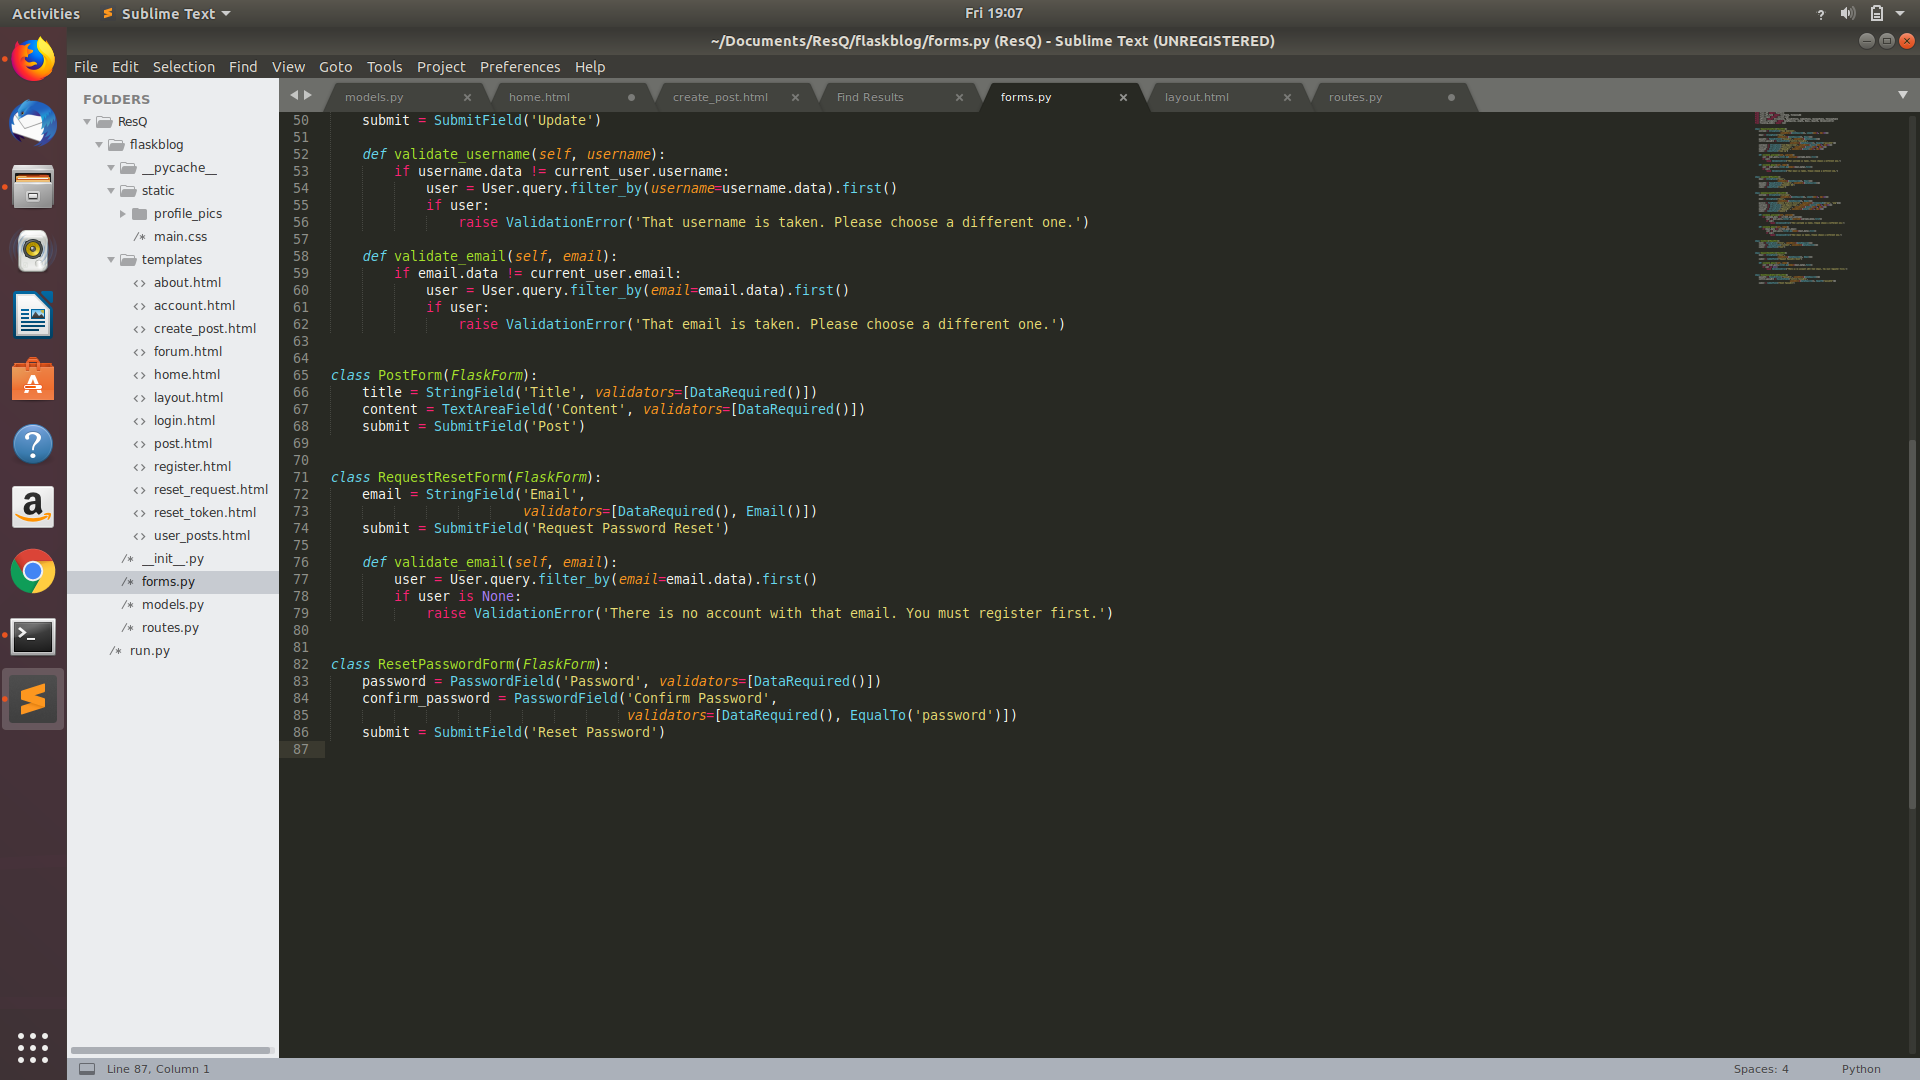 Activities
Sublime Text
Fri 19:07
?
~/Documents/ResQ/flaskblog/forms.py (ResQ) - Sublime Text (UNREGISTERED)
File Edit Selection Find View Goto Tools Project Preferences Help
FOLDERS
ResQ
flaskblog
__pycache__
static
profile_pics
/* main.css
templates
<> about.html
<> account.html
<> create_post.html
<> forum.html
<> home.html
<> layout.html
<> login.html
<> post.html
<> register.html
<> reset_request.html
<> reset_token.html
<> user_posts.html
/* __init__.py
/* forms.py
/* models.py
/* routes.py
/* run.py
models.py home.html create_post.html Find Results forms.py layout.html routes.py
50     submit = SubmitField('Update')
51
52     def validate_username(self, username):
53         if username.data != current_user.username:
54             user = User.query.filter_by(username=username.data).first()
55             if user:
56                 raise ValidationError('That username is taken. Please choose a different one.')
57
58     def validate_email(self, email):
59         if email.data != current_user.email:
60             user = User.query.filter_by(email=email.data).first()
61             if user:
62                 raise ValidationError('That email is taken. Please choose a different one.')
63
64
65 class PostForm(FlaskForm):
66     title = StringField('Title', validators=[DataRequired()])
67     content = TextAreaField('Content', validators=[DataRequired()])
68     submit = SubmitField('Post')
69
70
71 class RequestResetForm(FlaskForm):
72     email = StringField('Email',
73                         validators=[DataRequired(), Email()])
74     submit = SubmitField('Request Password Reset')
75
76     def validate_email(self, email):
77         user = User.query.filter_by(email=email.data).first()
78         if user is None:
79             raise ValidationError('There is no account with that email. You must register first.')
80
81
82 class ResetPasswordForm(FlaskForm):
83     password = PasswordField('Password', validators=[DataRequired()])
84     confirm_password = PasswordField('Confirm Password',
85                                      validators=[DataRequired(), EqualTo('password')])
86     submit = SubmitField('Reset Password')
87
Line 87, Column 1
Spaces: 4
Python